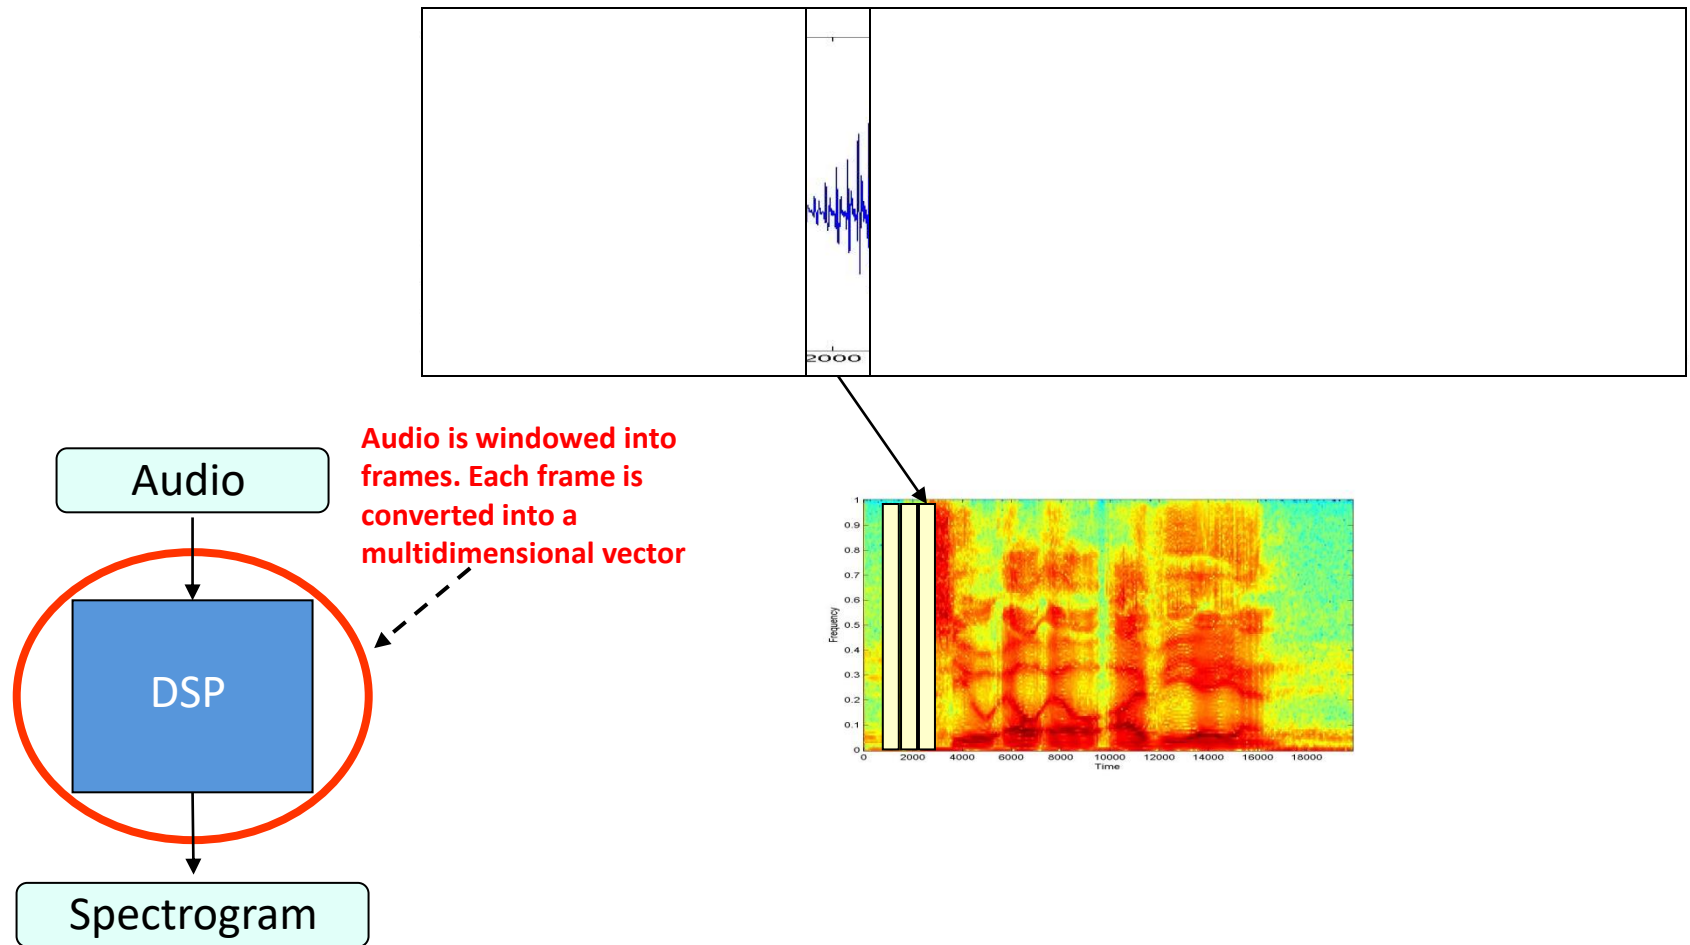 2000
Audio is windowed into
frames. Each frame is
converted into a
multidimensional vector
Audio
DSP
Spectrogram
1
0.9
0.8
0.7
0.6
0.5
0.4
0.3
0.2
0.1
0
Frequency
0 2000 4000 6000 8000 10000 12000 14000 16000 18000
Time